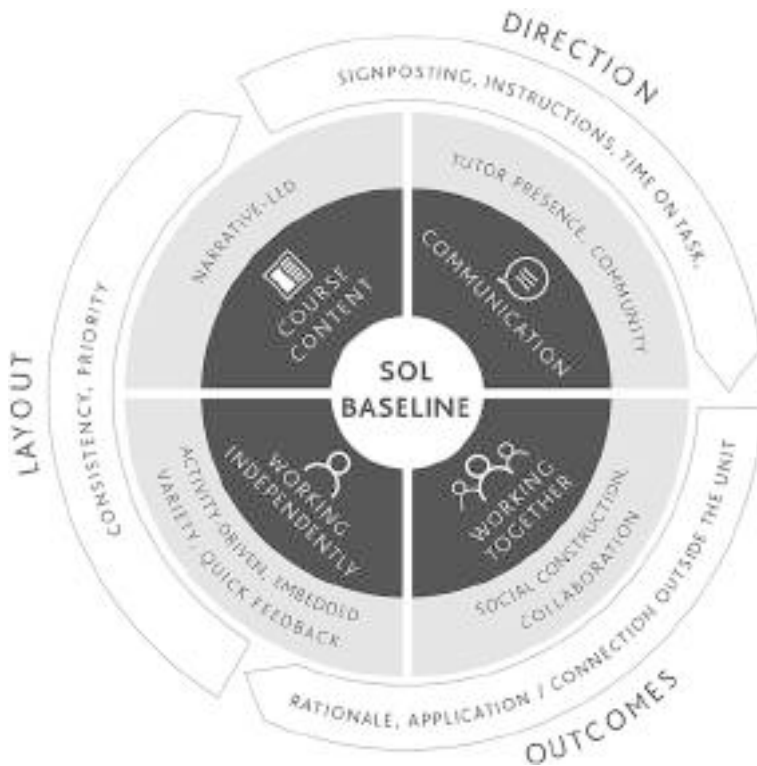 DIRECTION
SIGNPOSTING, INSTRUCTIONS, TIME ON TASK,
NARRATIVE-LED
TUTOR PRESENCE, COMMUNITY
COURSE
CONTENT
COMMUNICATION
SOL
BASELINE
LAYOUT
CONSISTENCY, PRIORITY
WORKING
INDEPENDENTLY
ACTIVITY DRIVEN, EMBEDDED
VARIETY, QUICK FEEDBACK
WORKING
TOGETHER
SOCIAL CONSTRUCTION,
COLLABORATION
RATIONALE, APPLICATION / CONNECTION OUTSIDE THE UNIT
OUTCOMES